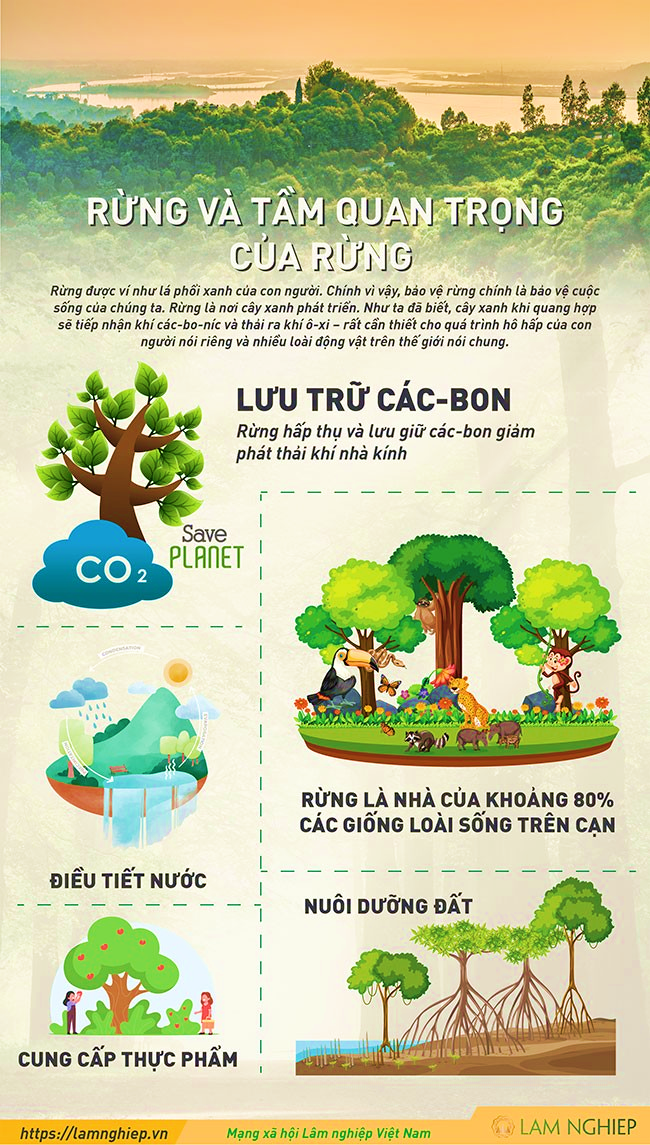 RỪNG VÀ TẦM QUAN TRỌNG
CỦA RỪNG
Rừng được ví như lá phổi xanh của con người. Chính vì vậy, bảo vệ rừng chính là bảo vệ cuộc
sống của chúng ta. Rừng là nơi cây xanh phát triển. Như ta đã biết, cây xanh khi quang hợp
sẽ tiếp nhận khí các-bo-níc và thải ra khí ô-xi – rất cần thiết cho quá trình hô hấp của con
người nói riêng và nhiều loài động vật trên thế giới nói chung.
LƯU TRỮ CÁC-BON
Rừng hấp thụ và lưu giữ các-bon giảm
phát thải khí nhà kính
Save
PLANET
CO2
CONDENSATION
RỪNG LÀ NHÀ CỦA KHOẢNG 80%
CÁC GIỐNG LOÀI SỐNG TRÊN CẠN
ĐIỀU TIẾT NƯỚC
NUÔI DƯỠNG ĐẤT
CUNG CẤP THỰC PHẨM
https://lamnghiep.vn
Mạng xã hội Lâm nghiệp Việt Nam
LAM NGHIEP